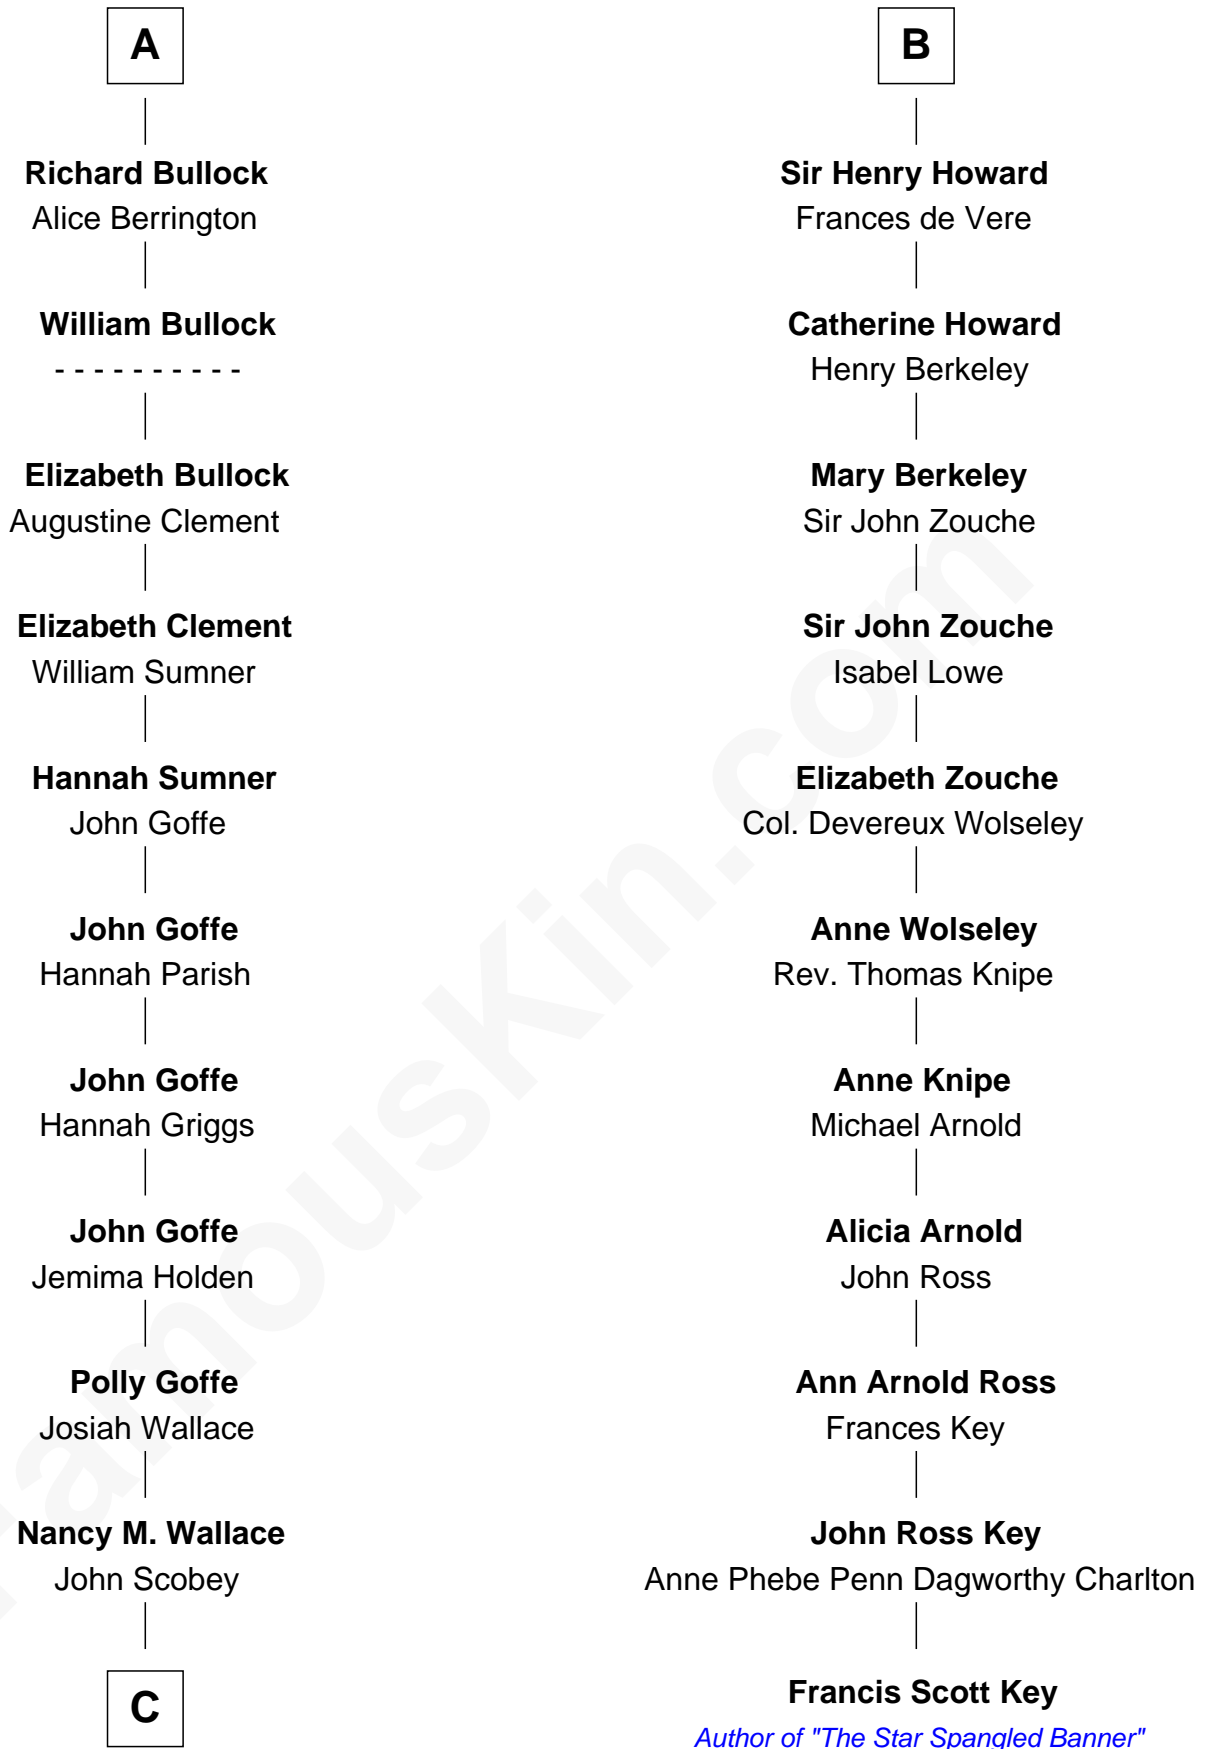 A
Richard Bullock
Alice Berrington
William Bullock
- - - - - - - - - -
Elizabeth Bullock
Augustine Clement
Elizabeth Clement
William Sumner
Hannah Sumner
John Goffe
John Goffe
Hannah Parish
John Goffe
Hannah Griggs
John Goffe
Jemima Holden
Polly Goffe
Josiah Wallace
Nancy M. Wallace
John Scobey
C
B
Sir Henry Howard
Frances de Vere
Catherine Howard
Henry Berkeley
Mary Berkeley
Sir John Zouche
Sir John Zouche
Isabel Lowe
Elizabeth Zouche
Col. Devereux Wolseley
Anne Wolseley
Rev. Thomas Knipe
Anne Knipe
Michael Arnold
Alicia Arnold
John Ross
Ann Arnold Ross
Frances Key
John Ross Key
Anne Phebe Penn Dagworthy Charlton
Francis Scott Key
Author of "The Star Spangled Banner"
FamousKin.com